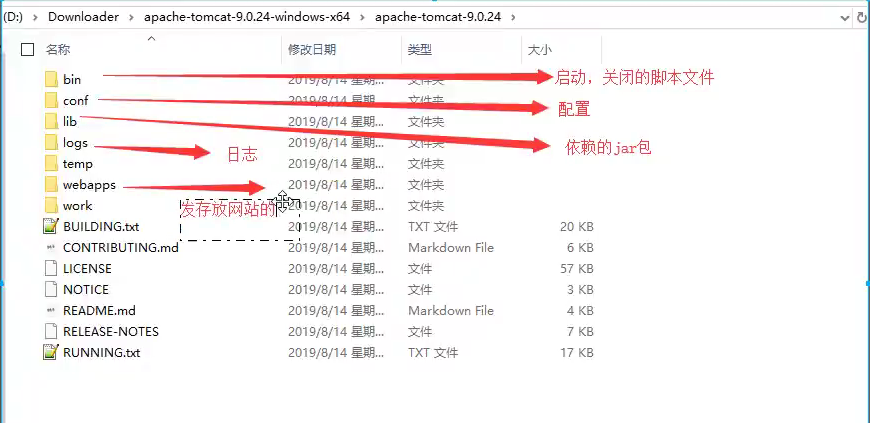 (D:) › Downloader › apache-tomcat-9.0.24-windows-x64 › apache-tomcat-9.0.24 ›
名称 修改日期 类型 大小
bin 2019/8/14 星期... 文件夹 启动，关闭的脚本文件
conf 2019/8/14 星期... 文件夹 配置
lib 2019/8/14 星期... 文件夹 依赖的jar包
logs 日志 2019/8/14 星期... 文件夹
temp 2019/8/14 星期... 文件夹
webapps 2019/8/14 星期... 文件夹
work 发存放网站的 2019/8/14 星期... 文件夹
BUILDING.txt 2019/8/14 星期... TXT 文件 20 KB
CONTRIBUTING.md 2019/8/14 星期... Markdown File 6 KB
LICENSE 2019/8/14 星期... 文件 57 KB
NOTICE 2019/8/14 星期... 文件 3 KB
README.md 2019/8/14 星期... Markdown File 4 KB
RELEASE-NOTES 2019/8/14 星期... 文件 7 KB
RUNNING.txt 2019/8/14 星期... TXT 文件 17 KB